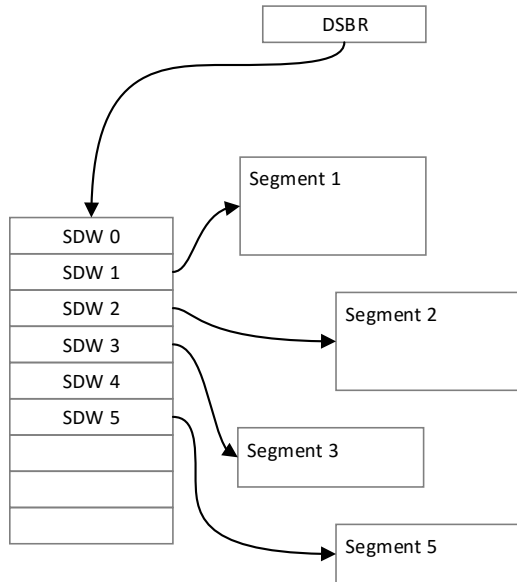 DSBR
Segment 1
SDW 0
SDW 1
SDW 2
Segment 2
SDW 3
SDW 4
SDW 5
Segment 3
Segment 5